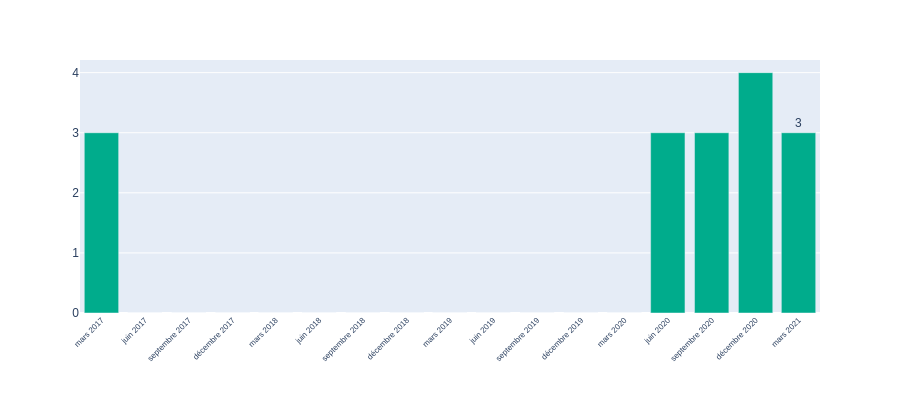 4
3
3
2
1
0
mars 2017
juin 2017
septembre 2017
décembre 2017
mars 2018
juin 2018
septembre 2018
décembre 2018
mars 2019
juin 2019
septembre 2019
décembre 2019
mars 2020
juin 2020
septembre 2020
décembre 2020
mars 2021